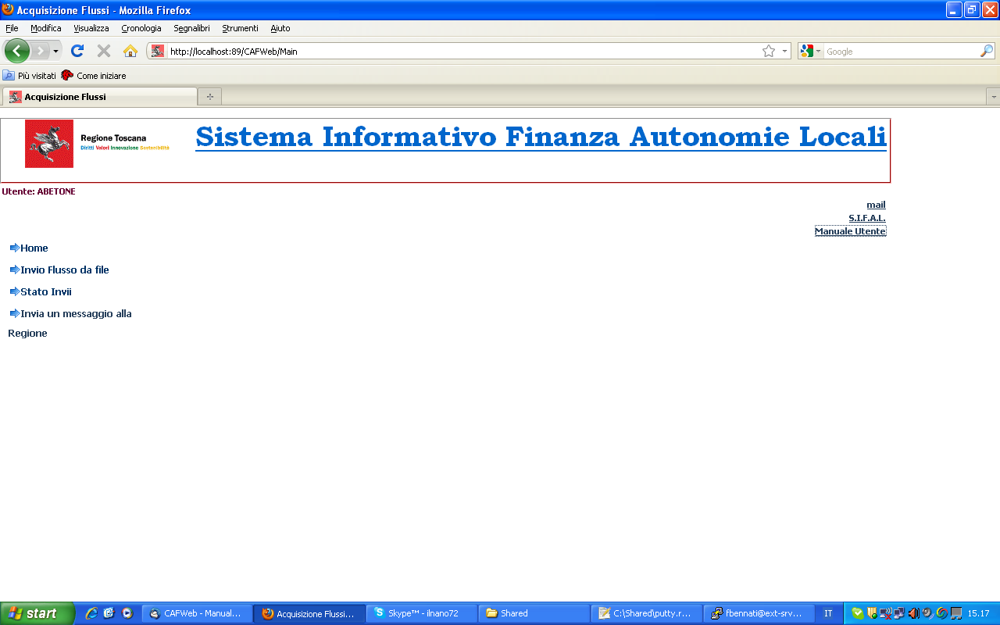 Acquisizione Flussi - Mozilla Firefox
File Modifica Visualizza Cronologia Segnalibri Strumenti Aiuto
http://localhost:89/CAFWeb/Main
Google
Più visitati Come iniziare
Acquisizione Flussi
Regione Toscana
Diritti Valori Innovazione Sostenibilità
Sistema Informativo Finanza Autonomie Locali
Utente: ABETONE
mail
S.I.F.A.L.
Manuale Utente
Home
Invio Flusso da file
Stato Invii
Invia un messaggio alla
Regione
start CAFWeb - Manual... Acquisizione Flussi... Skype™ - ilnano72 Shared C:\Shared\putty.r... fbennati@ext-srv... IT 15.17